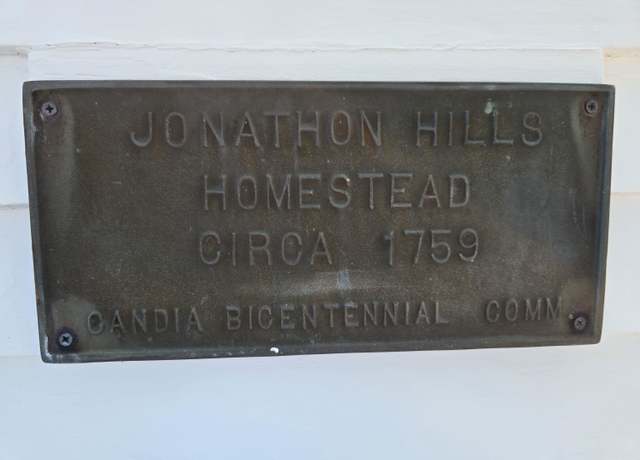 JONATHON HILLS
HOMESTEAD
CIRCA 1759
CANDIA BICENTENNIAL COMM.